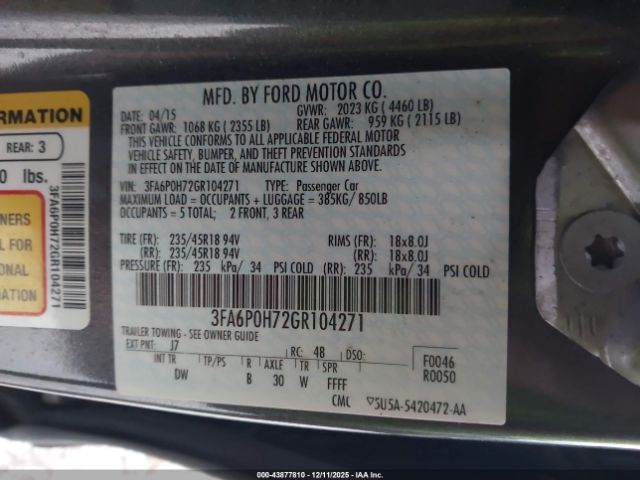 FORMATION
REAR: 3
0 lbs.
NERS
L FOR
ONAL
MATION
3FA6P0H72GR104271
MFD. BY FORD MOTOR CO.
DATE: 04/15 GVWR: 2023 KG ( 4460 LB)
FRONT GAWR: 1068 KG ( 2355 LB) REAR GAWR: 959 KG ( 2115 LB)
THIS VEHICLE CONFORMS TO ALL APPLICABLE FEDERAL MOTOR
VEHICLE SAFETY, BUMPER, AND THEFT PREVENTION STANDARDS
IN EFFECT ON THE DATE OF MANUFACTURE SHOWN ABOVE.
VIN: 3FA6P0H72GR104271 TYPE: Passenger Car
MAXIMUM LOAD = OCCUPANTS + LUGGAGE = 385KG/ 850LB
OCCUPANTS = 5 TOTAL; 2 FRONT, 3 REAR
TIRE (FR): 235/45R18 94V RIMS (FR): 18x8.0J
(RR): 235/45R18 94V (RR): 18x8.0J
PRESSURE (FR): 235 kPa/ 34 PSI COLD (RR): 235 kPa/ 34 PSI COLD
3FA6P0H72GR104271
TRAILER TOWING - SEE OWNER GUIDE
EXT PNT: J7 RC: 48 DSO: F0046
R0050
INT TR TP/PS R AXLE TR SPR
DW B 30 W FFFF
CMC 5U5A-5420472-AA
000-43877810 - 12/11/2025 - IAAI, Inc.